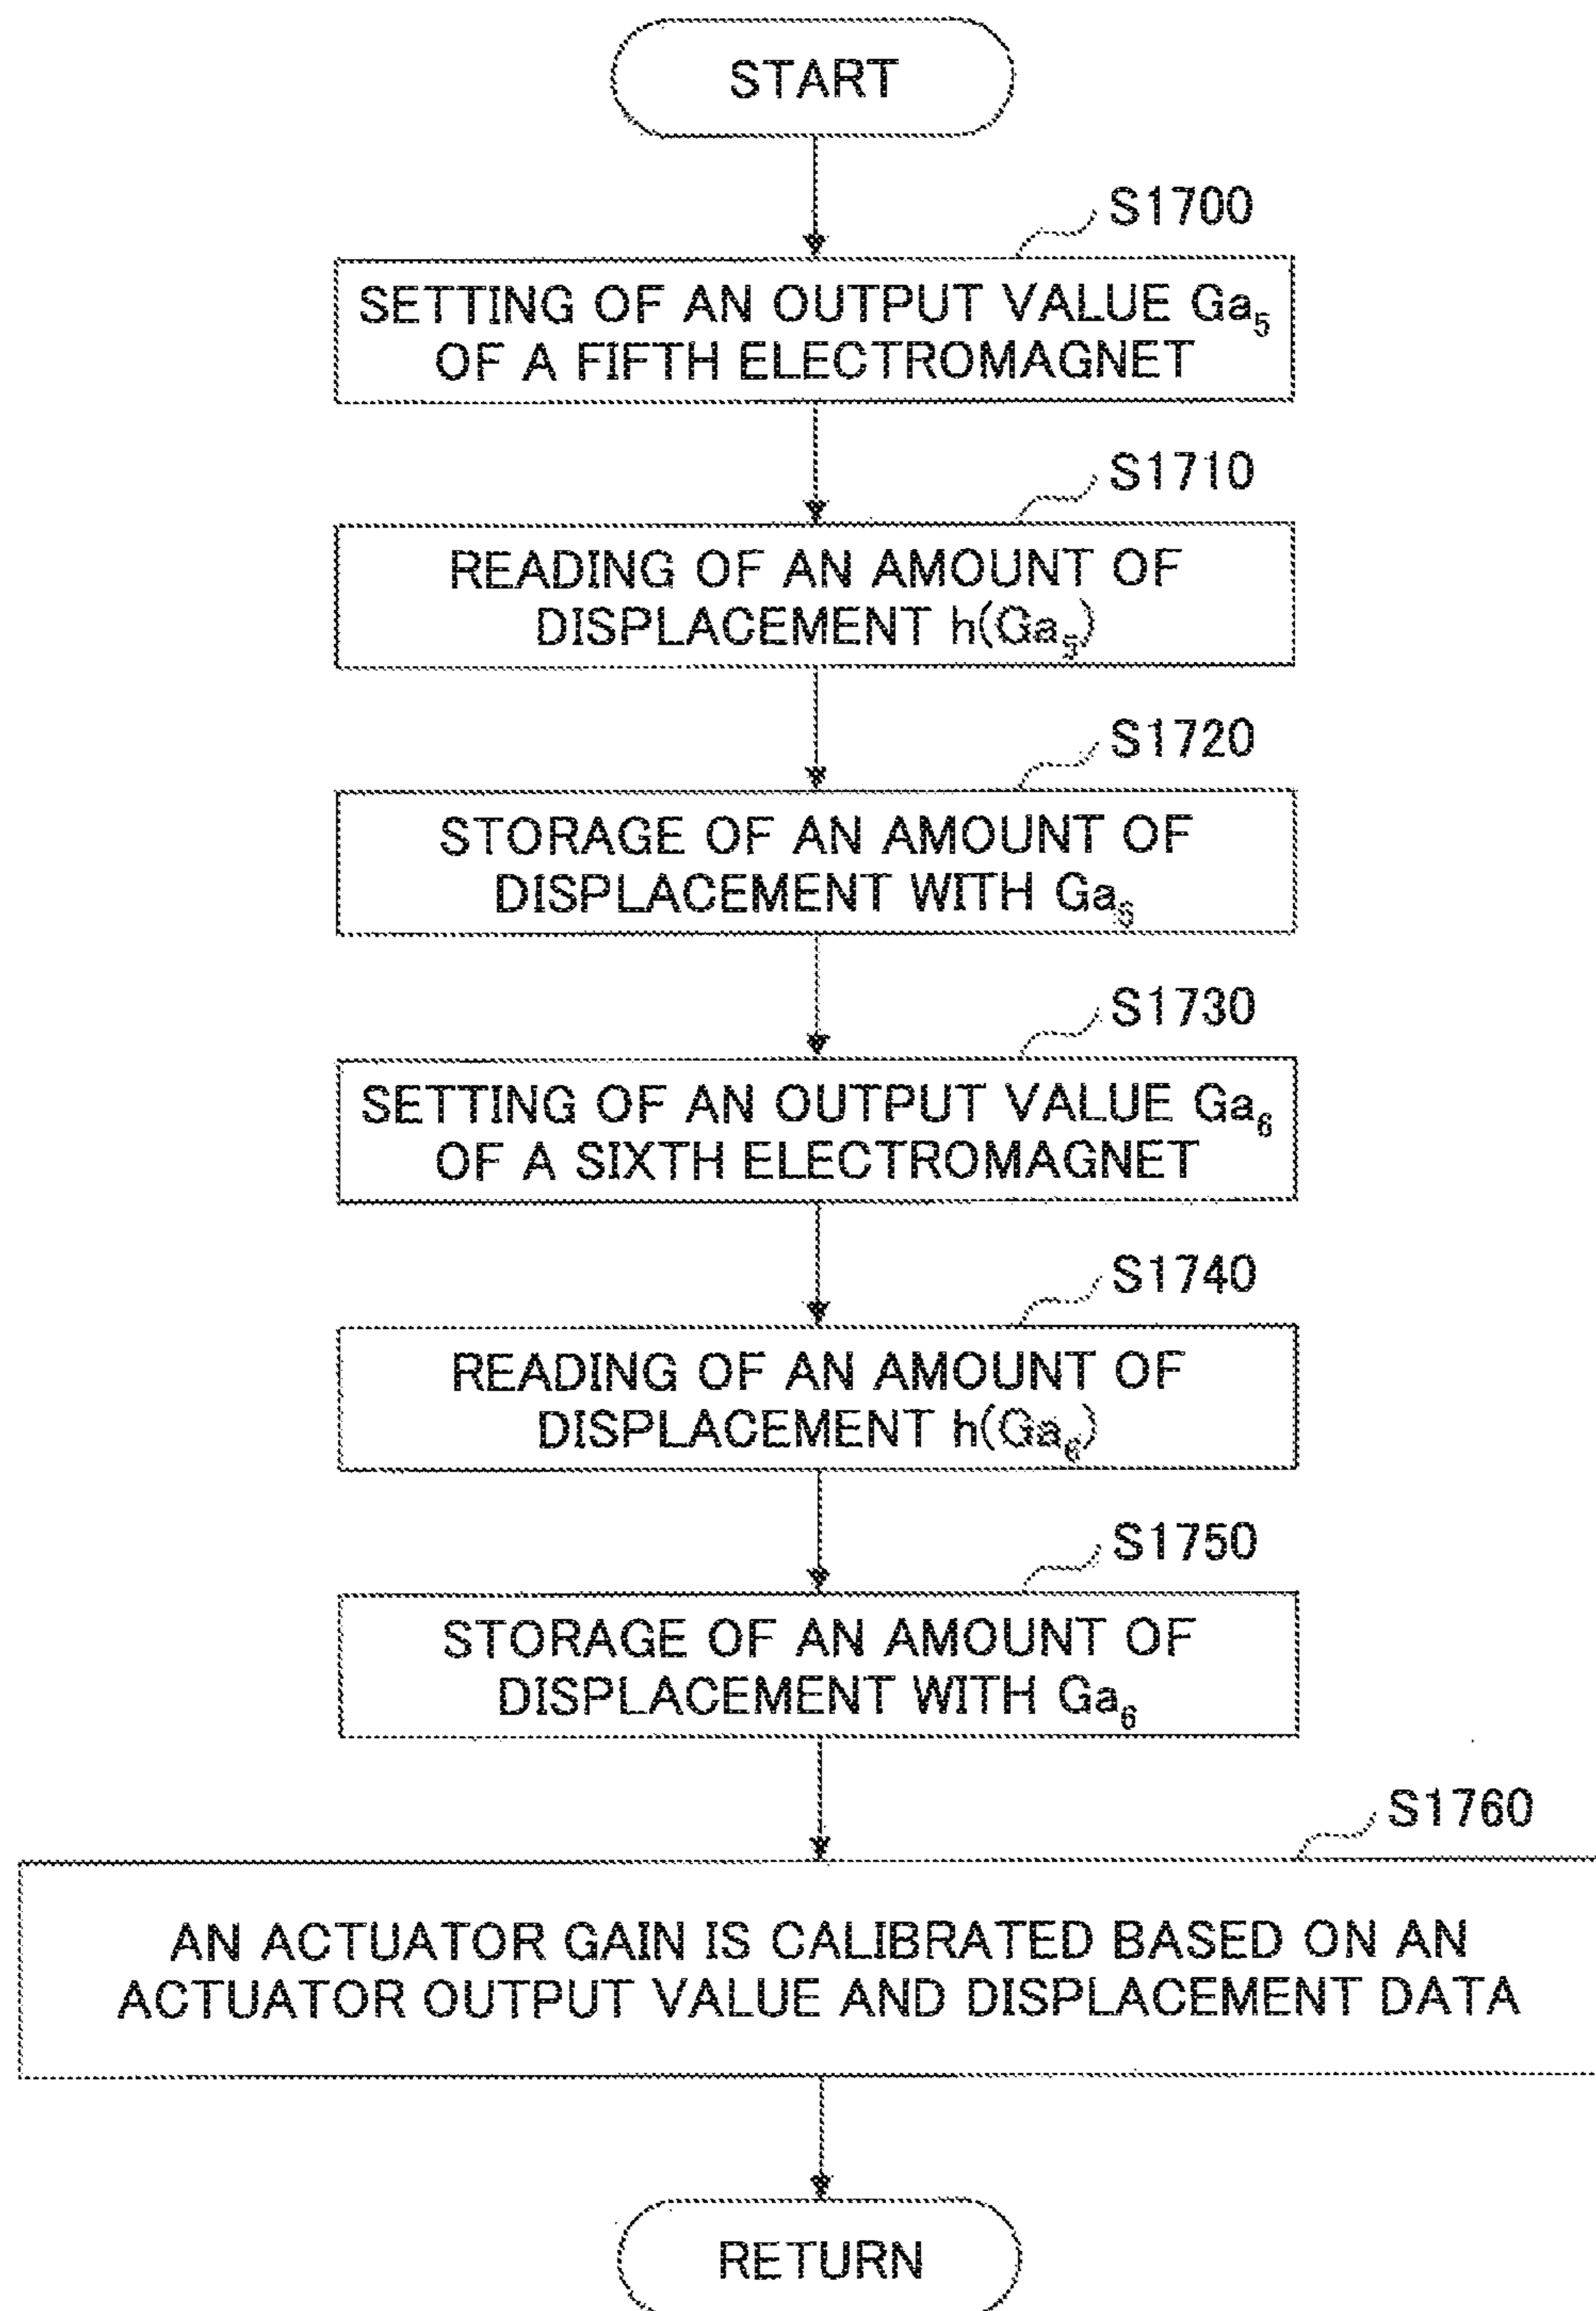 START
S1700
SETTING OF AN OUTPUT VALUE Ga₅
OF A FIFTH ELECTROMAGNET
S1710
READING OF AN AMOUNT OF
DISPLACEMENT h(Ga₅)
S1720
STORAGE OF AN AMOUNT OF
DISPLACEMENT WITH Ga₆
S1730
SETTING OF AN OUTPUT VALUE Ga₆
OF A SIXTH ELECTROMAGNET
S1740
READING OF AN AMOUNT OF
DISPLACEMENT h(Ga₆)
S1750
STORAGE OF AN AMOUNT OF
DISPLACEMENT WITH Ga₆
S1760
AN ACTUATOR GAIN IS CALIBRATED BASED ON AN
ACTUATOR OUTPUT VALUE AND DISPLACEMENT DATA
RETURN